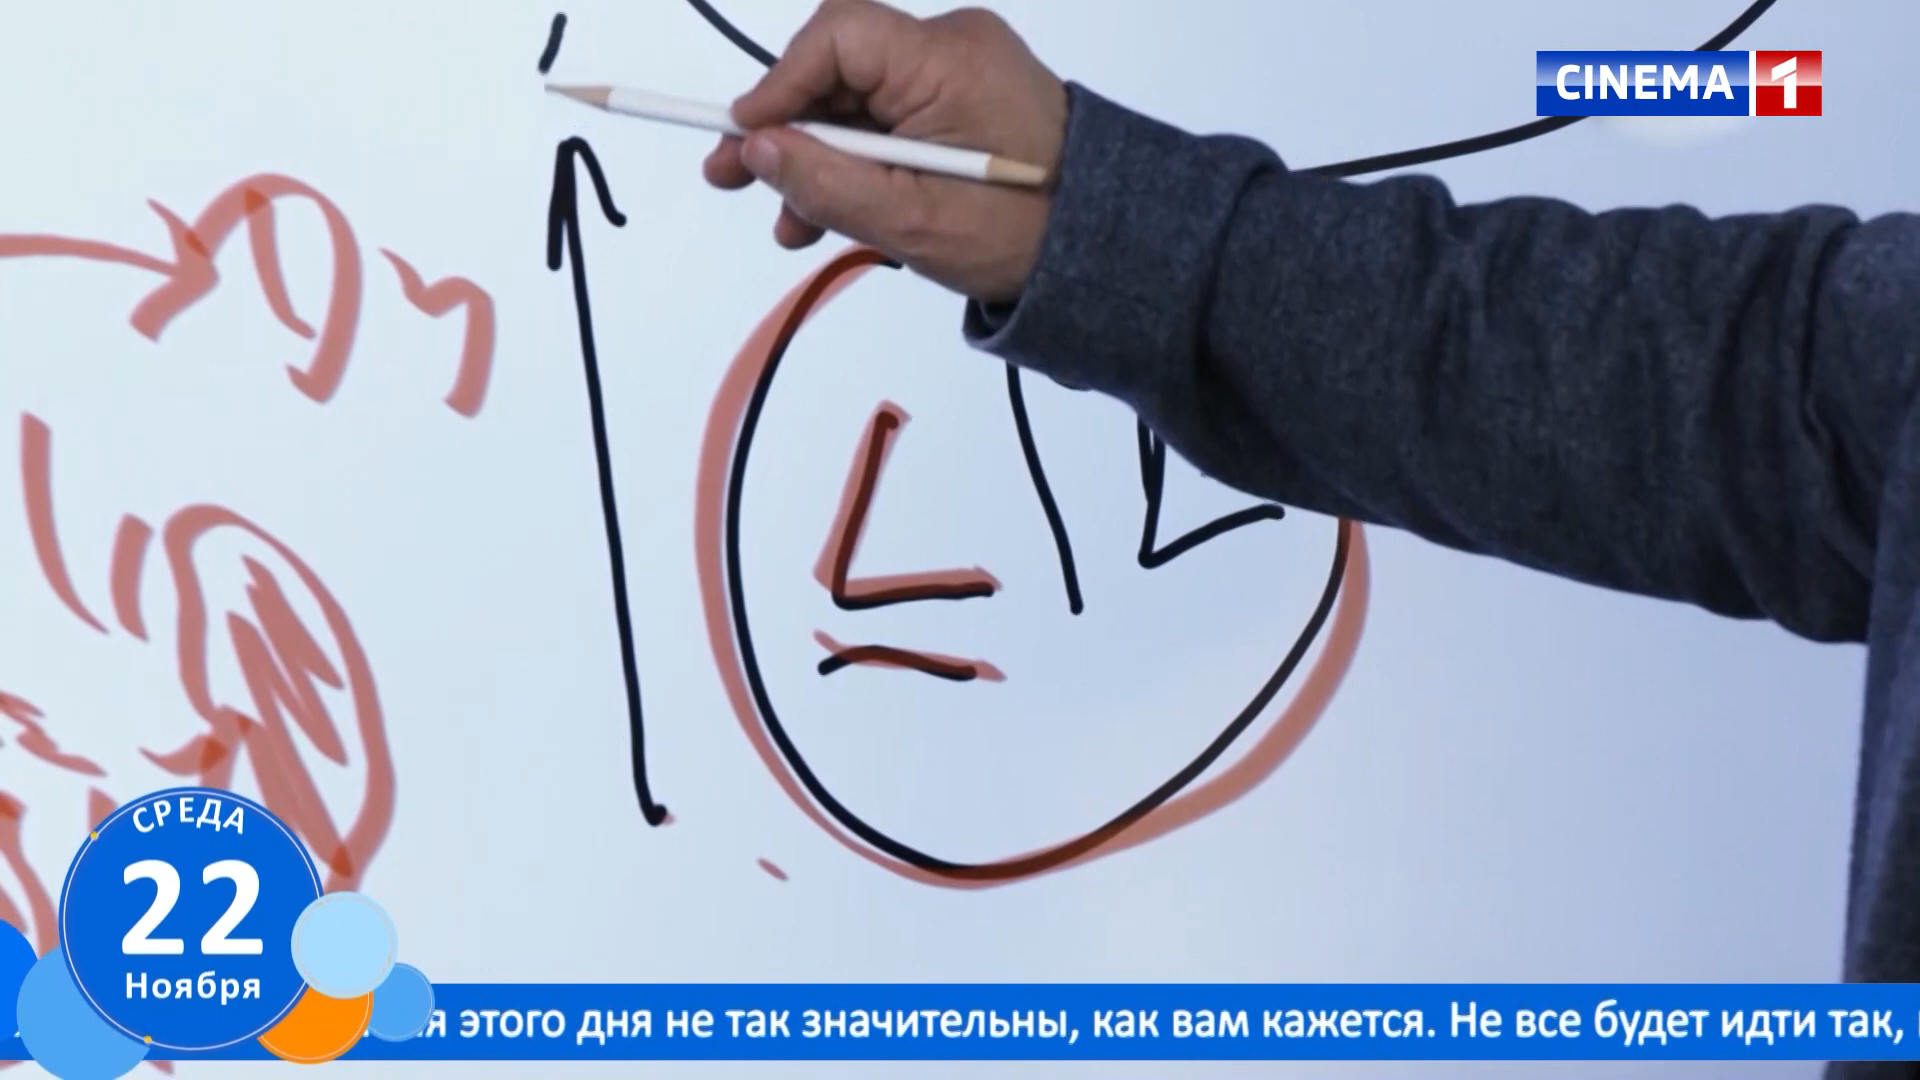 CINEMA 1
СРЕДА
22
Ноября
этого дня не так значительны, как вам кажется. Не все будет идти так,